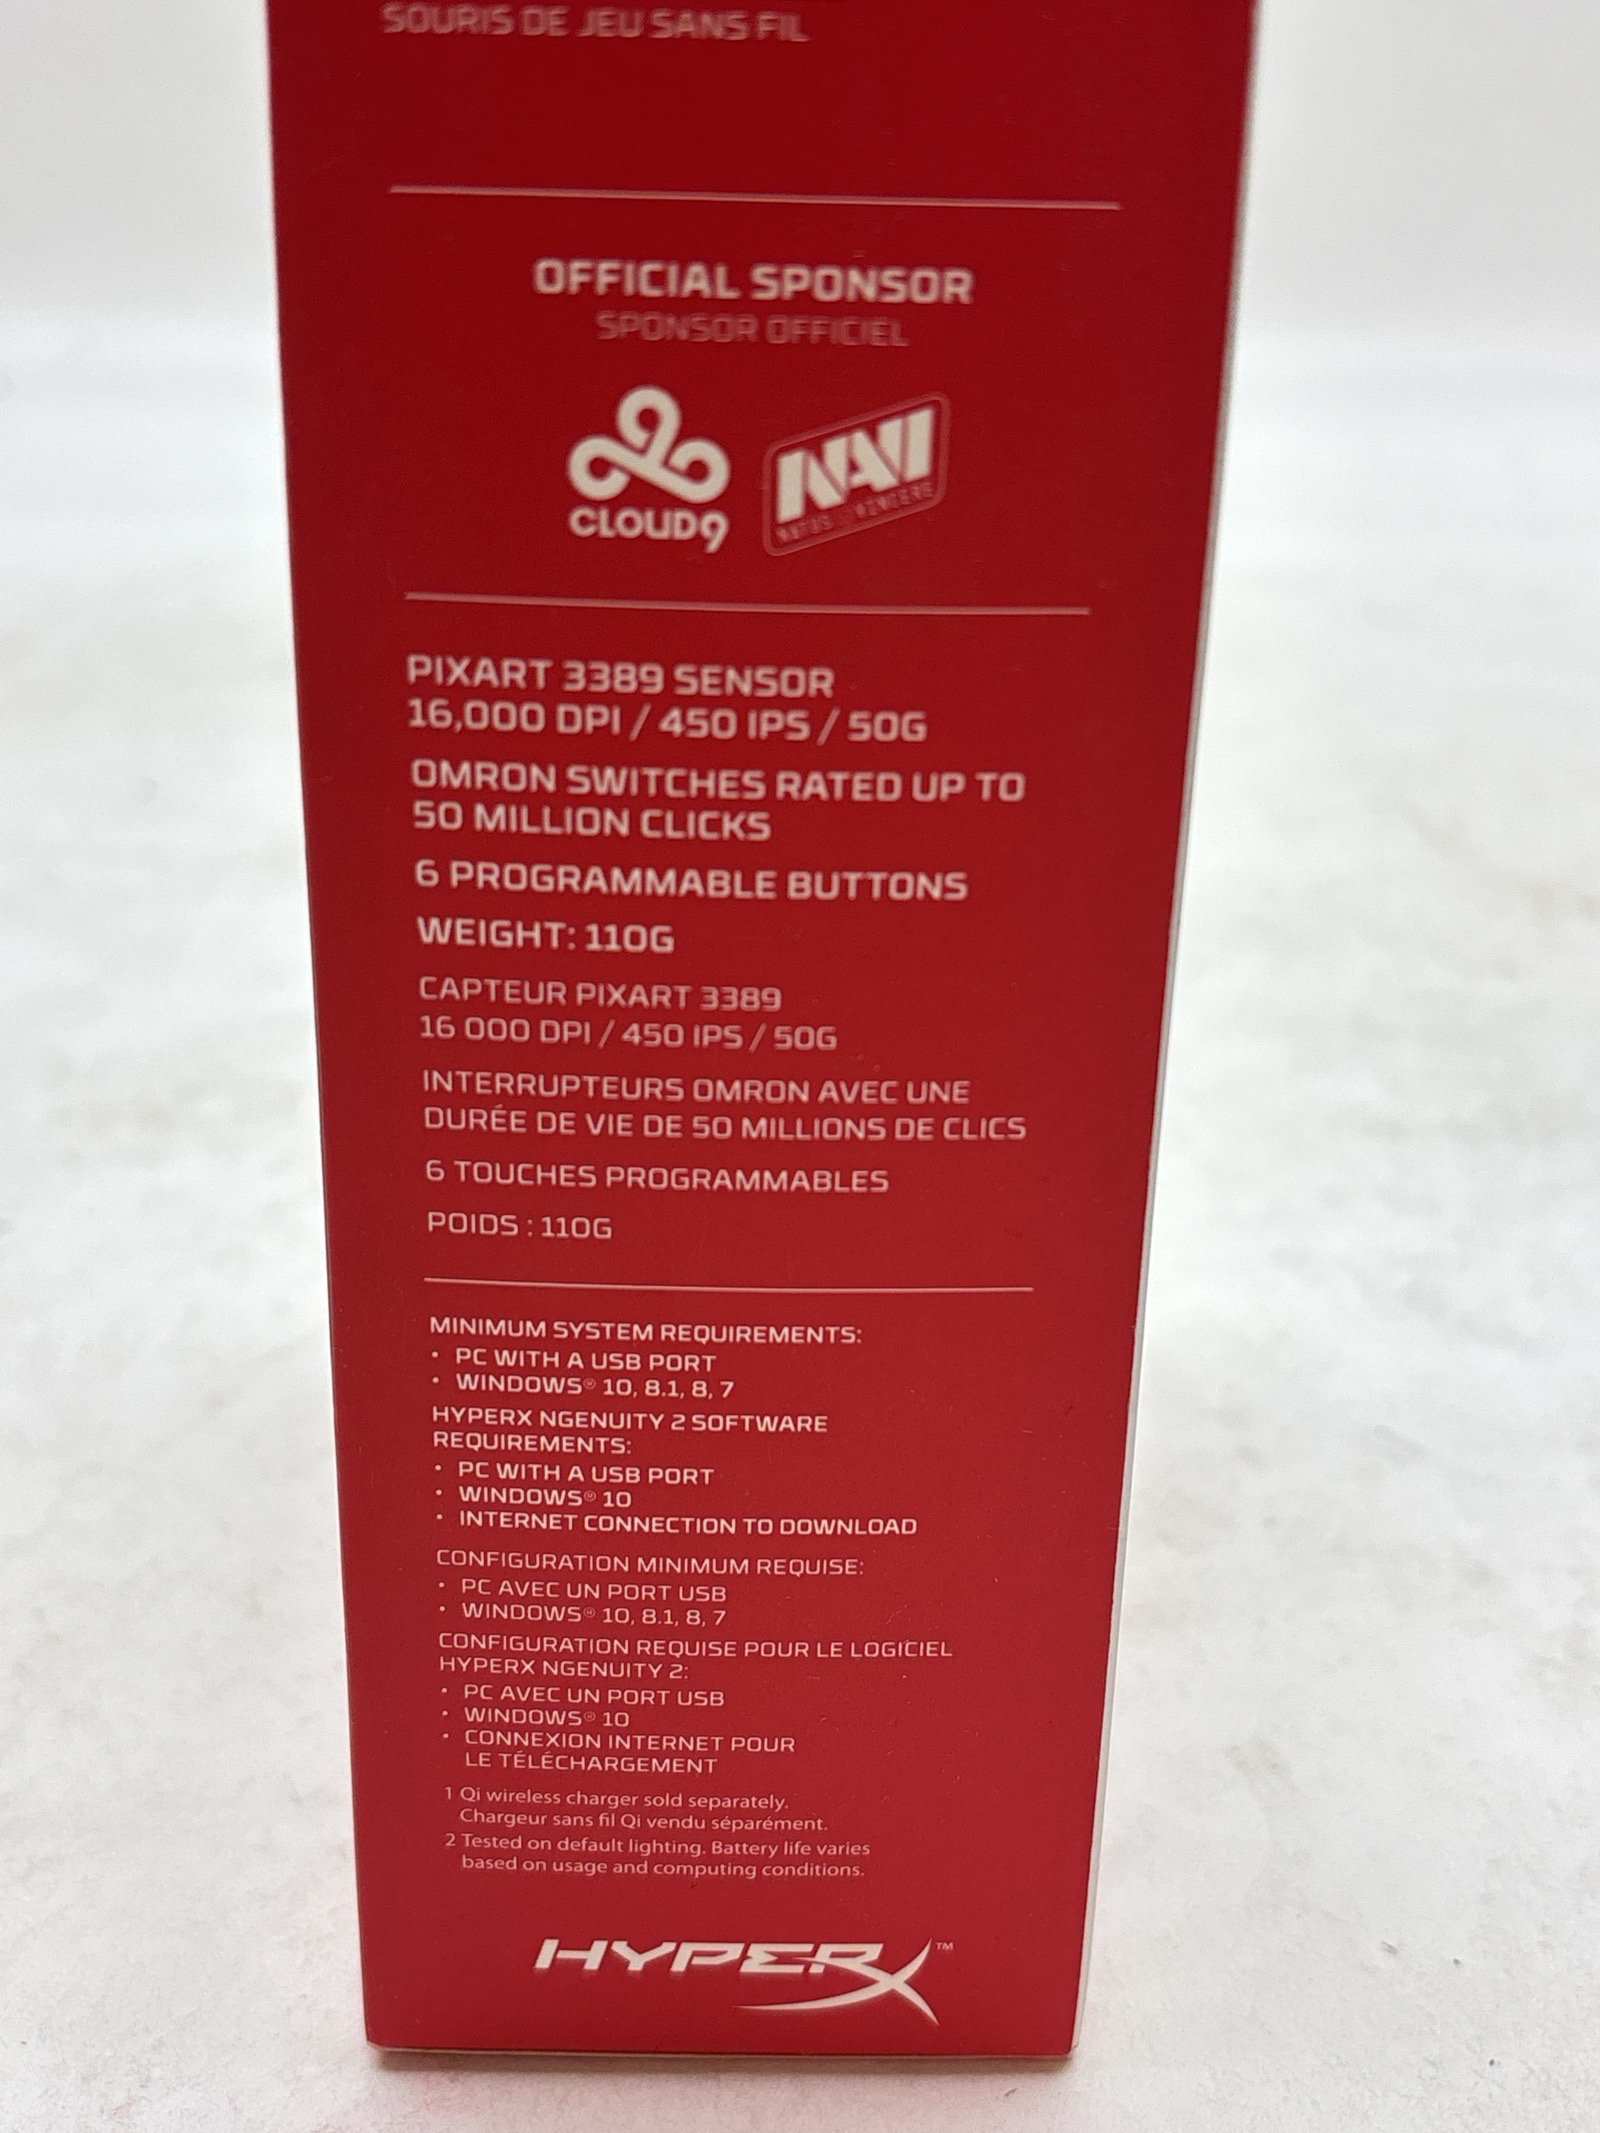 SOURIS DE JEU SANS FIL
OFFICIAL SPONSOR
SPONSOR OFFICIEL
CLOUD9
NAVI
NATUS VINCERE
PIXART 3389 SENSOR
16,000 DPI / 450 IPS / 50G
OMRON SWITCHES RATED UP TO
50 MILLION CLICKS
6 PROGRAMMABLE BUTTONS
WEIGHT: 110G
CAPTEUR PIXART 3389
16 000 DPI / 450 IPS / 50G
INTERRUPTEURS OMRON AVEC UNE
DURÉE DE VIE DE 50 MILLIONS DE CLICS
6 TOUCHES PROGRAMMABLES
POIDS : 110G
MINIMUM SYSTEM REQUIREMENTS:
• PC WITH A USB PORT
• WINDOWS® 10, 8.1, 8, 7
HYPERX NGENUITY 2 SOFTWARE
REQUIREMENTS:
• PC WITH A USB PORT
• WINDOWS® 10
• INTERNET CONNECTION TO DOWNLOAD
CONFIGURATION MINIMUM REQUISE:
• PC AVEC UN PORT USB
• WINDOWS® 10, 8.1, 8, 7
CONFIGURATION REQUISE POUR LE LOGICIEL
HYPERX NGENUITY 2:
• PC AVEC UN PORT USB
• WINDOWS® 10
• CONNEXION INTERNET POUR
LE TÉLÉCHARGEMENT
1 Qi wireless charger sold separately.
Chargeur sans fil Qi vendu séparément.
2 Tested on default lighting. Battery life varies
based on usage and computing conditions.
HYPERX™